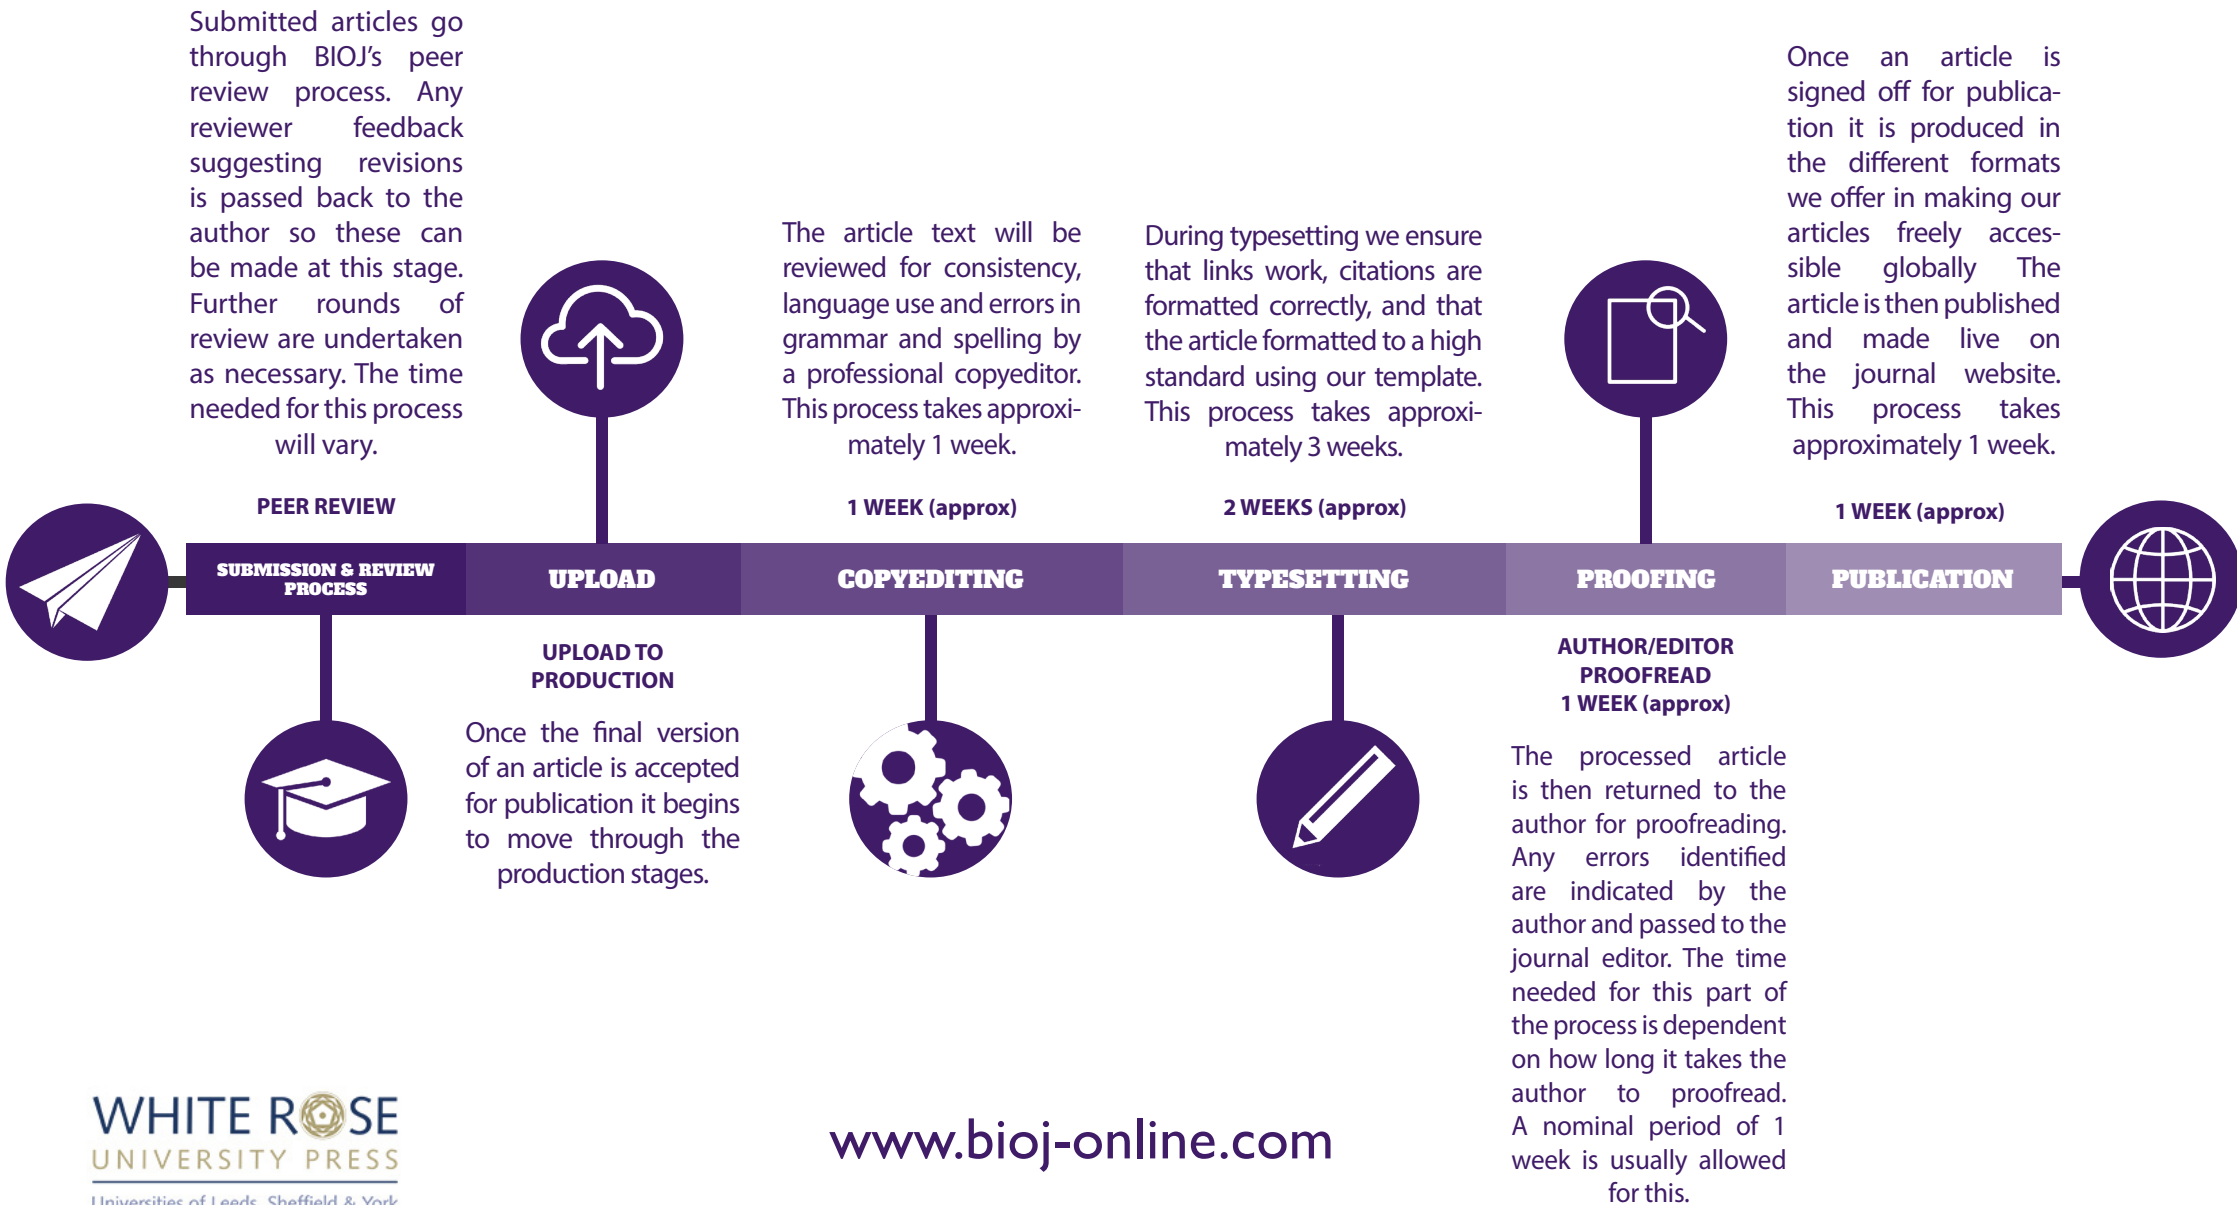 Submitted articles go
through BIOJ's peer
review process. Any
reviewer feedback
suggesting revisions
is passed back to the
author so these can
be made at this stage.
Further rounds of
review are undertaken
as necessary. The time
needed for this process
will vary.
PEER REVIEW
SUBMISSION & REVIEW
PROCESS
UPLOAD
UPLOAD TO
PRODUCTION
Once the final version
of an article is accepted
for publication it begins
to move through the
production stages.
The article text will be
reviewed for consistency,
language use and errors in
grammar and spelling by
a professional copyeditor.
This process takes approxi-
mately 1 week.
1 WEEK (approx)
COPYEDITING
During typesetting we ensure
that links work, citations are
formatted correctly, and that
the article formatted to a high
standard using our template.
This process takes approxi-
mately 3 weeks.
2 WEEKS (approx)
TYPESETTING
PROOFING
AUTHOR/EDITOR
PROOFREAD
1 WEEK (approx)
The processed article
is then returned to the
author for proofreading.
Any errors identified
are indicated by the
author and passed to the
journal editor. The time
needed for this part of
the process is dependent
on how long it takes the
author to proofread.
A nominal period of 1
week is usually allowed
for this.
Once an article is
signed off for publica-
tion it is produced in
the different formats
we offer in making our
articles freely acces-
sible globally The
article is then published
and made live on
the journal website.
This process takes
approximately 1 week.
1 WEEK (approx)
PUBLICATION
WHITE ROSE
UNIVERSITY PRESS
Universities of Leeds, Sheffield & York
www.bioj-online.com